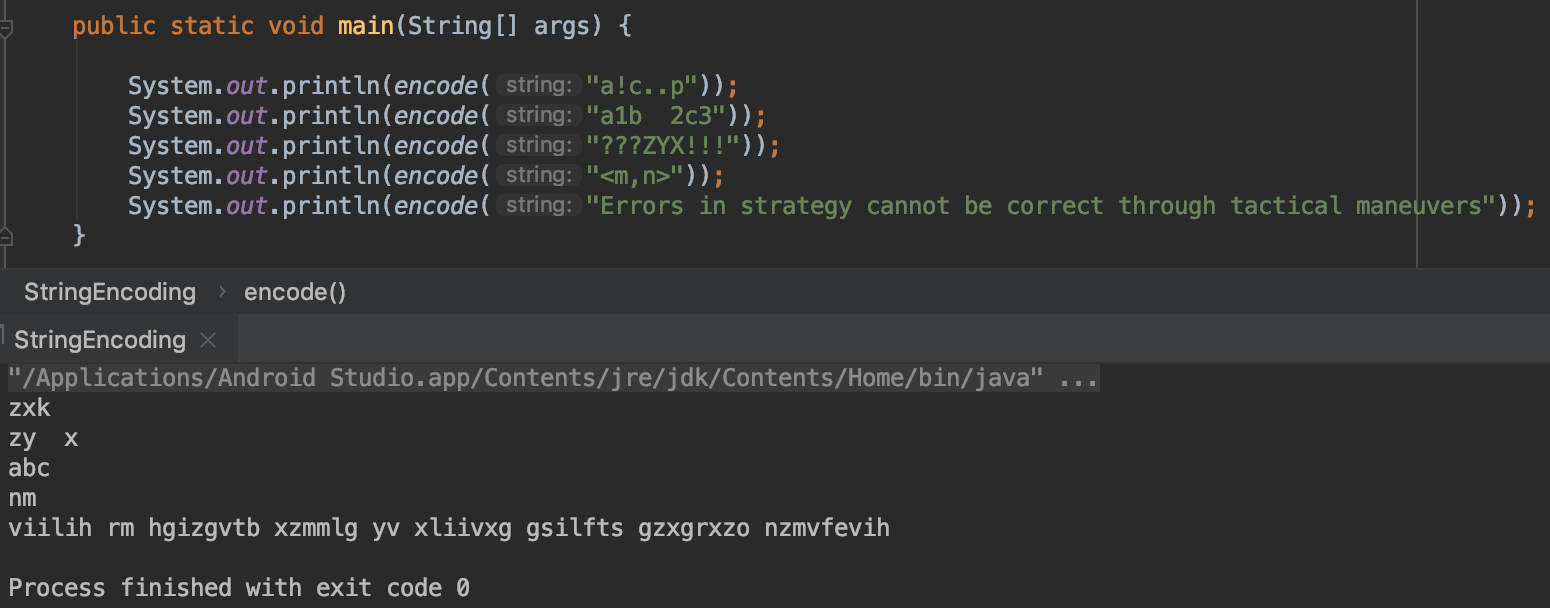 public static void main(String[] args) {
System.out.println(encode( string: "a!c..p"));
System.out.println(encode( string: "a1b  2c3"));
System.out.println(encode( string: "???ZYX!!!"));
System.out.println(encode( string: "<m,n>"));
System.out.println(encode( string: "Errors in strategy cannot be correct through tactical maneuvers"));
}
StringEncoding › encode()
StringEncoding ×
"/Applications/Android Studio.app/Contents/jre/jdk/Contents/Home/bin/java" ...
zxk
zy  x
abc
nm
viilih rm hgizgvtb xzmmlg yv xliivxg gsilfts gzxgrxzo nzmvfevih
Process finished with exit code 0